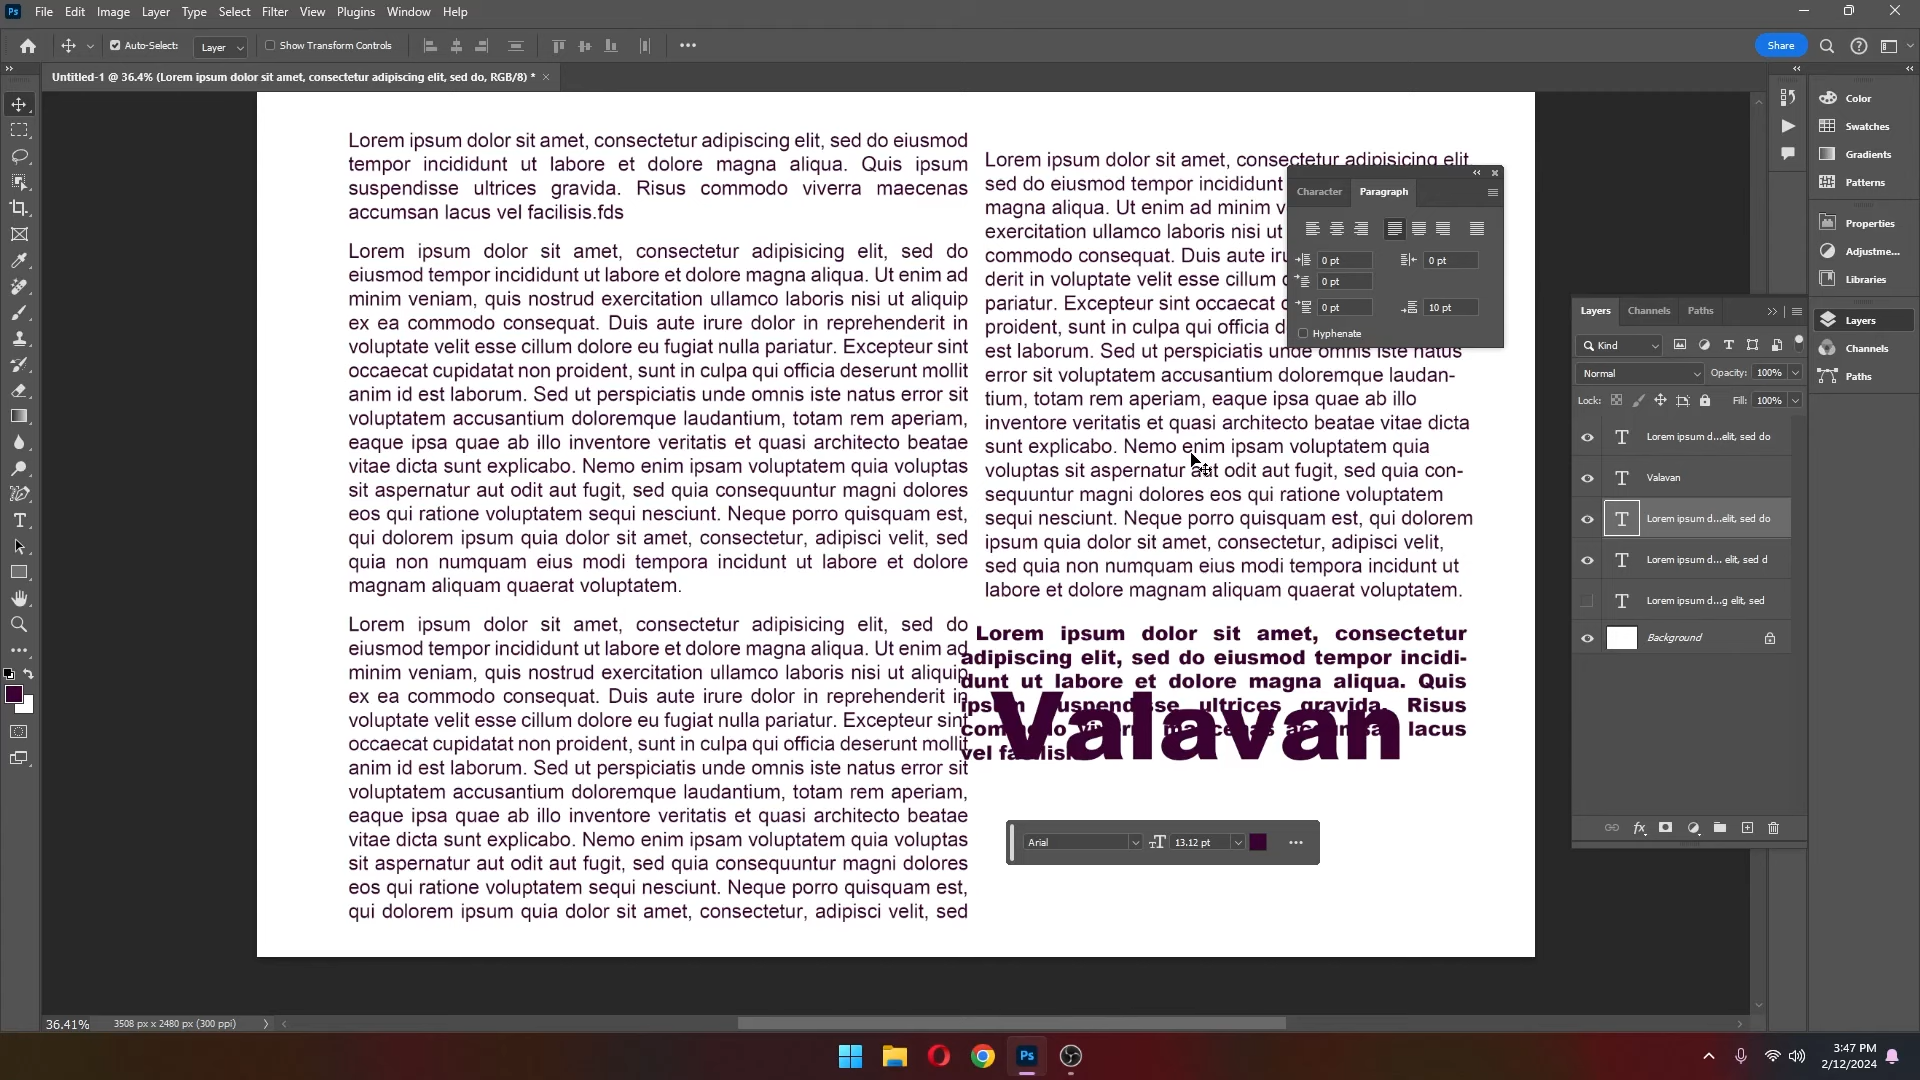 File Edit Image Layer Type Select Filter View Plugins Window Help
Auto-Select: Layer Show Transform Controls Share
Untitled-1 @ 36.4% (Lorem ipsum dolor sit amet, consectetur adipiscing elit, sed do, RGB/8) * ×
Lorem ipsum dolor sit amet, consectetur adipiscing elit, sed do eiusmod
tempor incididunt ut labore et dolore magna aliqua. Quis ipsum
suspendisse ultrices gravida. Risus commodo viverra maecenas
accumsan lacus vel facilisis.fds
Lorem ipsum dolor sit amet, consectetur adipisicing elit, sed do
eiusmod tempor incididunt ut labore et dolore magna aliqua. Ut enim ad
minim veniam, quis nostrud exercitation ullamco laboris nisi ut aliquip
ex ea commodo consequat. Duis aute irure dolor in reprehenderit in
voluptate velit esse cillum dolore eu fugiat nulla pariatur. Excepteur sint
occaecat cupidatat non proident, sunt in culpa qui officia deserunt mollit
anim id est laborum. Sed ut perspiciatis unde omnis iste natus error sit
voluptatem accusantium doloremque laudantium, totam rem aperiam,
eaque ipsa quae ab illo inventore veritatis et quasi architecto beatae
vitae dicta sunt explicabo. Nemo enim ipsam voluptatem quia voluptas
sit aspernatur aut odit aut fugit, sed quia consequuntur magni dolores
eos qui ratione voluptatem sequi nesciunt. Neque porro quisquam est,
qui dolorem ipsum quia dolor sit amet, consectetur, adipisci velit, sed
quia non numquam eius modi tempora incidunt ut labore et dolore
magnam aliquam quaerat voluptatem.
Lorem ipsum dolor sit amet, consectetur adipisicing elit, sed do
eiusmod tempor incididunt ut labore et dolore magna aliqua. Ut enim ad
minim veniam, quis nostrud exercitation ullamco laboris nisi ut aliquip
ex ea commodo consequat. Duis aute irure dolor in reprehenderit in
voluptate velit esse cillum dolore eu fugiat nulla pariatur. Excepteur sint
occaecat cupidatat non proident, sunt in culpa qui officia deserunt mollit
anim id est laborum. Sed ut perspiciatis unde omnis iste natus error sit
voluptatem accusantium doloremque laudantium, totam rem aperiam,
eaque ipsa quae ab illo inventore veritatis et quasi architecto beatae
vitae dicta sunt explicabo. Nemo enim ipsam voluptatem quia voluptas
sit aspernatur aut odit aut fugit, sed quia consequuntur magni dolores
eos qui ratione voluptatem sequi nesciunt. Neque porro quisquam est,
qui dolorem ipsum quia dolor sit amet, consectetur, adipisci velit, sed
Lorem ipsum dolor sit amet, consectetur adipisicing elit
sed do eiusmod tempor incididunt
magna aliqua. Ut enim ad minim v
exercitation ullamco laboris nisi ut
commodo consequat. Duis aute iru
derit in voluptate velit esse cillum
pariatur. Excepteur sint occaecat
proident, sunt in culpa qui officia d
est laborum. Sed ut perspiciatis unde omnis iste natus
error sit voluptatem accusantium doloremque laudan-
tium, totam rem aperiam, eaque ipsa quae ab illo
inventore veritatis et quasi architecto beatae vitae dicta
sunt explicabo. Nemo enim ipsam voluptatem quia
voluptas sit aspernatur aut odit aut fugit, sed quia con-
sequuntur magni dolores eos qui ratione voluptatem
sequi nesciunt. Neque porro quisquam est, qui dolorem
ipsum quia dolor sit amet, consectetur, adipisci velit,
sed quia non numquam eius modi tempora incidunt ut
labore et dolore magnam aliquam quaerat voluptatem.
Lorem ipsum dolor sit amet, consectetur
adipiscing elit, sed do eiusmod tempor incidi-
dunt ut labore et dolore magna aliqua. Quis
ipsum suspendisse ultrices gravida. Risus
lacus
vel
Valavan
Character Paragraph
0 pt 0 pt
0 pt
0 pt 10 pt
Hyphenate
Arial 13.12 pt
Color
Swatches
Gradients
Patterns
Properties
Adjustme...
Libraries
Layers
Channels
Paths
Layers Channels Paths
Kind
Normal Opacity: 100%
Lock: Fill: 100%
Lorem ipsum d...elit, sed do
Valavan
Lorem ipsum d...elit, sed do
Lorem ipsum d... elit, sed d
Lorem ipsum d...g elit, sed
Background
36.41% 3508 px x 2480 px (300 ppi)
3:47 PM
2/12/2024